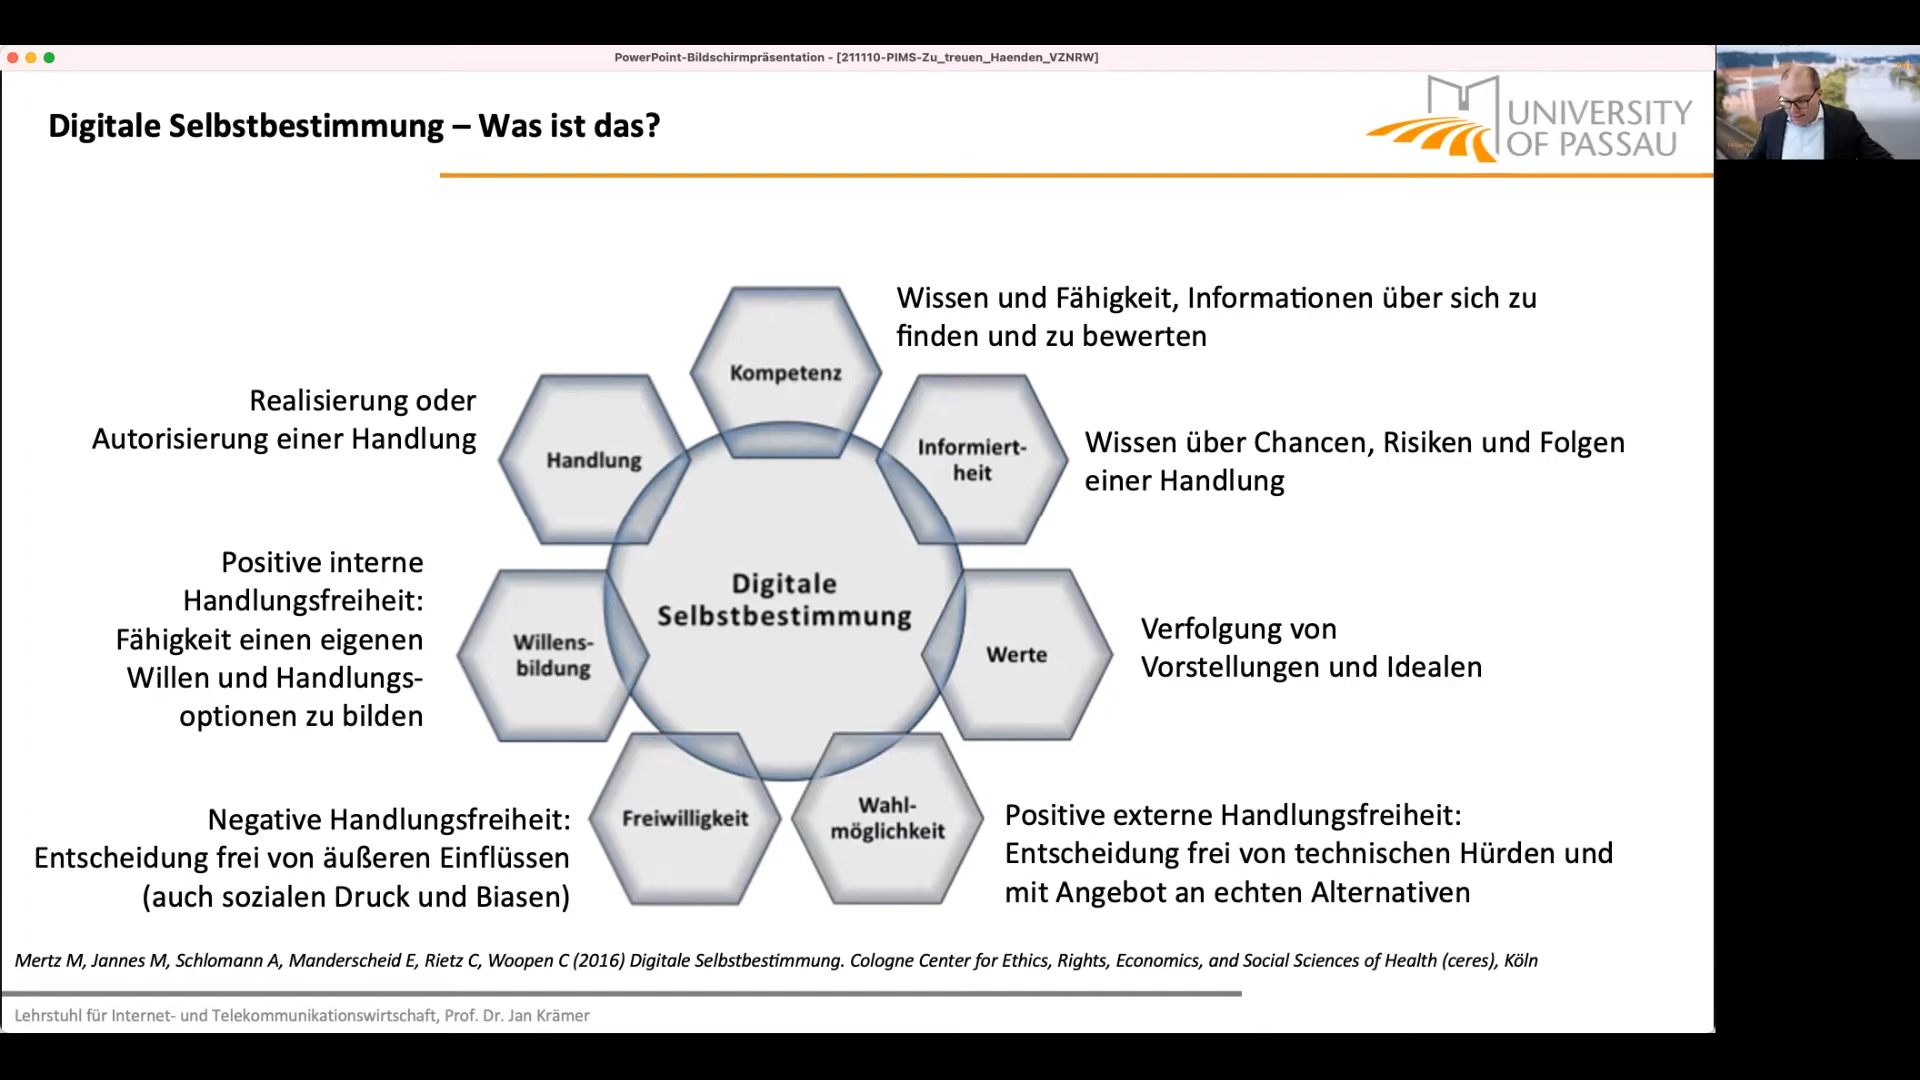 PowerPoint-Bildschirmpräsentation - [211110-PIMS-Zu_treuen_Haenden_VZNRW]
Digitale Selbstbestimmung – Was ist das?
UNIVERSITY
OF PASSAU
Kompetenz
Wissen und Fähigkeit, Informationen über sich zu
finden und zu bewerten
Informiert-
heit
Wissen über Chancen, Risiken und Folgen
einer Handlung
Werte
Verfolgung von
Vorstellungen und Idealen
Wahl-
möglichkeit
Positive externe Handlungsfreiheit:
Entscheidung frei von technischen Hürden und
mit Angebot an echten Alternativen
Freiwilligkeit
Negative Handlungsfreiheit:
Entscheidung frei von äußeren Einflüssen
(auch sozialen Druck und Biasen)
Willens-
bildung
Positive interne
Handlungsfreiheit:
Fähigkeit einen eigenen
Willen und Handlungs-
optionen zu bilden
Handlung
Realisierung oder
Autorisierung einer Handlung
Digitale
Selbstbestimmung
Mertz M, Jannes M, Schlomann A, Manderscheid E, Rietz C, Woopen C (2016) Digitale Selbstbestimmung. Cologne Center for Ethics, Rights, Economics, and Social Sciences of Health (ceres), Köln
Lehrstuhl für Internet- und Telekommunikationswirtschaft, Prof. Dr. Jan Krämer